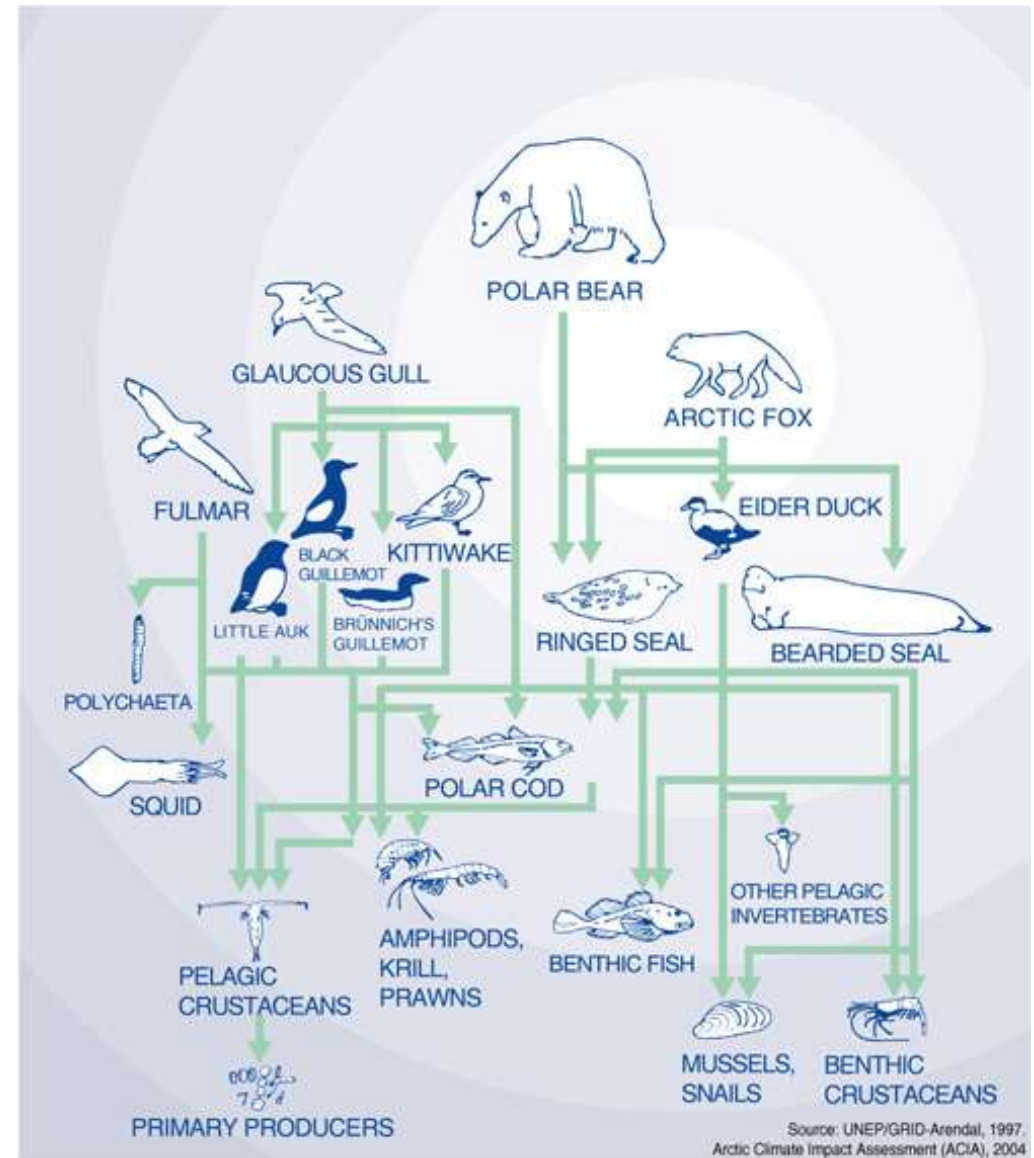 POLAR BEAR
GLAUCOUS GULL
ARCTIC FOX
FULMAR
EIDER DUCK
BLACK
GUILLEMOT
KITTIWAKE
LITTLE AUK
BRÜNNICH'S
GUILLEMOT
RINGED SEAL
BEARDED SEAL
POLYCHAETA
SQUID
POLAR COD
OTHER PELAGIC
INVERTEBRATES
AMPHIPODS,
KRILL,
PRAWNS
BENTHIC FISH
PELAGIC
CRUSTACEANS
MUSSELS,
SNAILS
BENTHIC
CRUSTACEANS
PRIMARY PRODUCERS
Source: UNEP/GRID-Arendal, 1997.
Arctic Climate Impact Assessment (ACIA), 2004